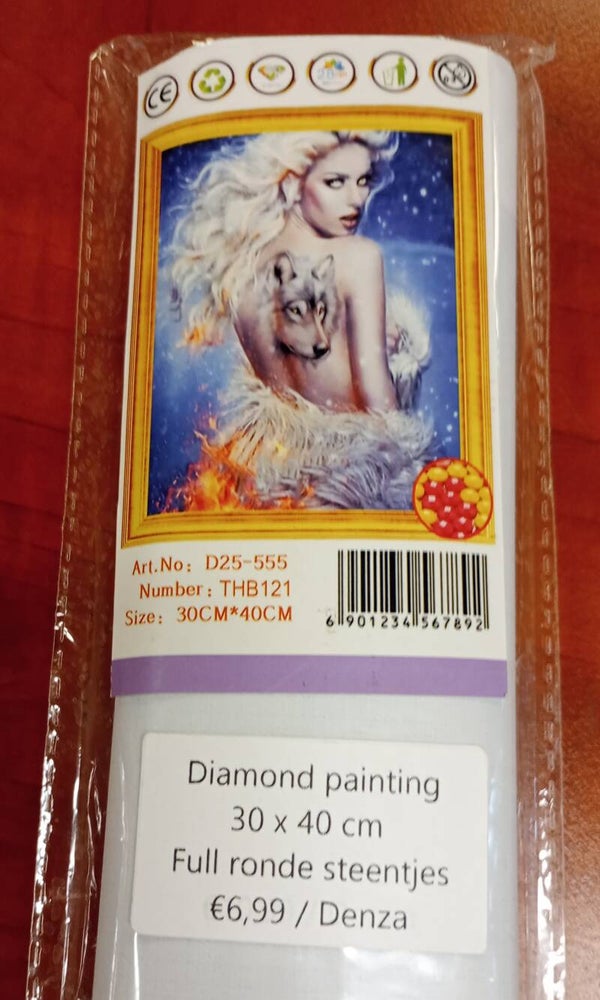 CE
Art.No: D25-555
Number: THB121
Size: 30CM*40CM
6 901234 567892
Diamond painting
30 x 40 cm
Full ronde steentjes
€6,99 / Denza